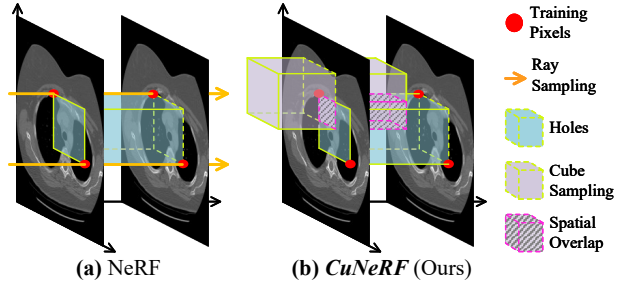 Training
Pixels
Ray
Sampling
Holes
Cube
Sampling
Spatial
Overlap
(a) NeRF
(b) CuNeRF (Ours)